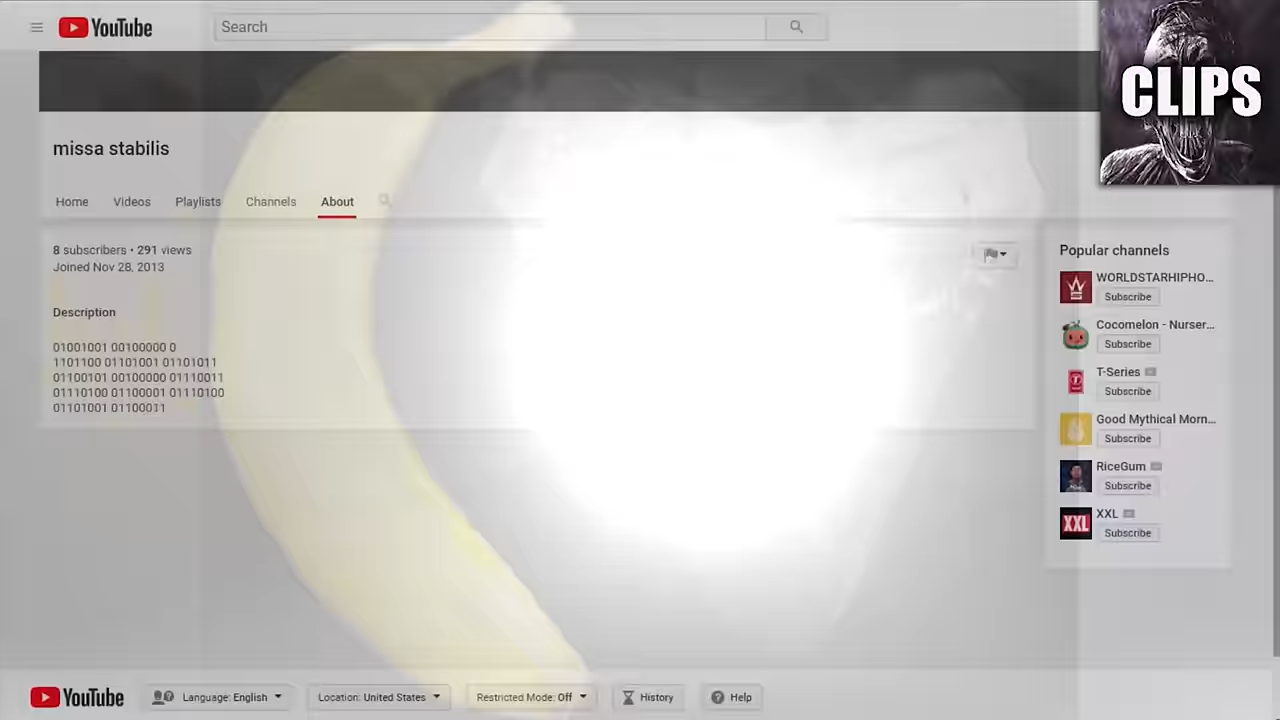 YouTube
Search
CLIPS
missa stabilis
Home Videos Playlists Channels About
8 subscribers • 291 views
Joined Nov 28, 2013
Description
01001001 00100000 0
1101100 01101001 01101011
01100101 00100000 01110011
01110100 01100001 01110100
01101001 01100011
Popular channels
WORLDSTARHIPHO...
Subscribe
Cocomelon - Nurser...
Subscribe
T-Series
Subscribe
Good Mythical Morn...
Subscribe
RiceGum
Subscribe
XXL
XXL
Subscribe
YouTube
Language: English
Location: United States
Restricted Mode: Off
History
Help